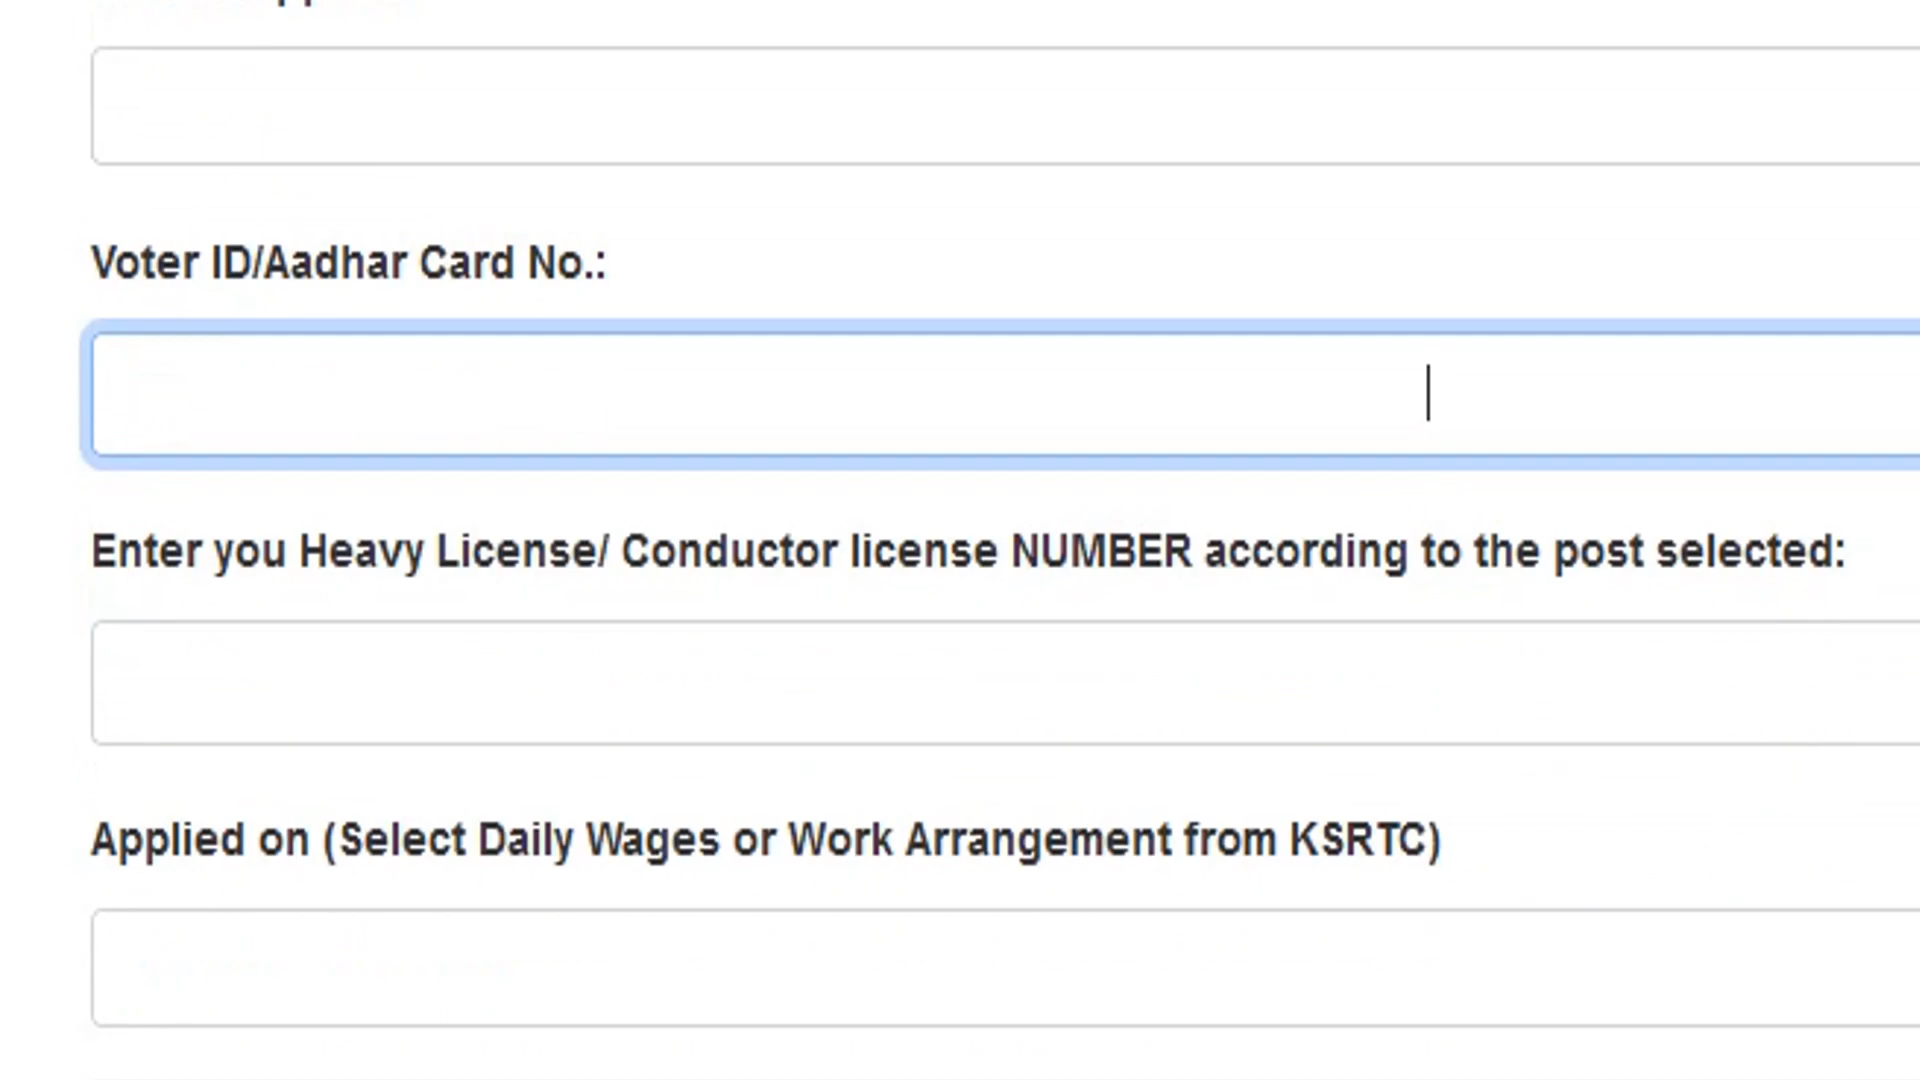 Voter ID/Aadhar Card No.:
Enter you Heavy License/ Conductor license NUMBER according to the post selected:
Applied on (Select Daily Wages or Work Arrangement from KSRTC)